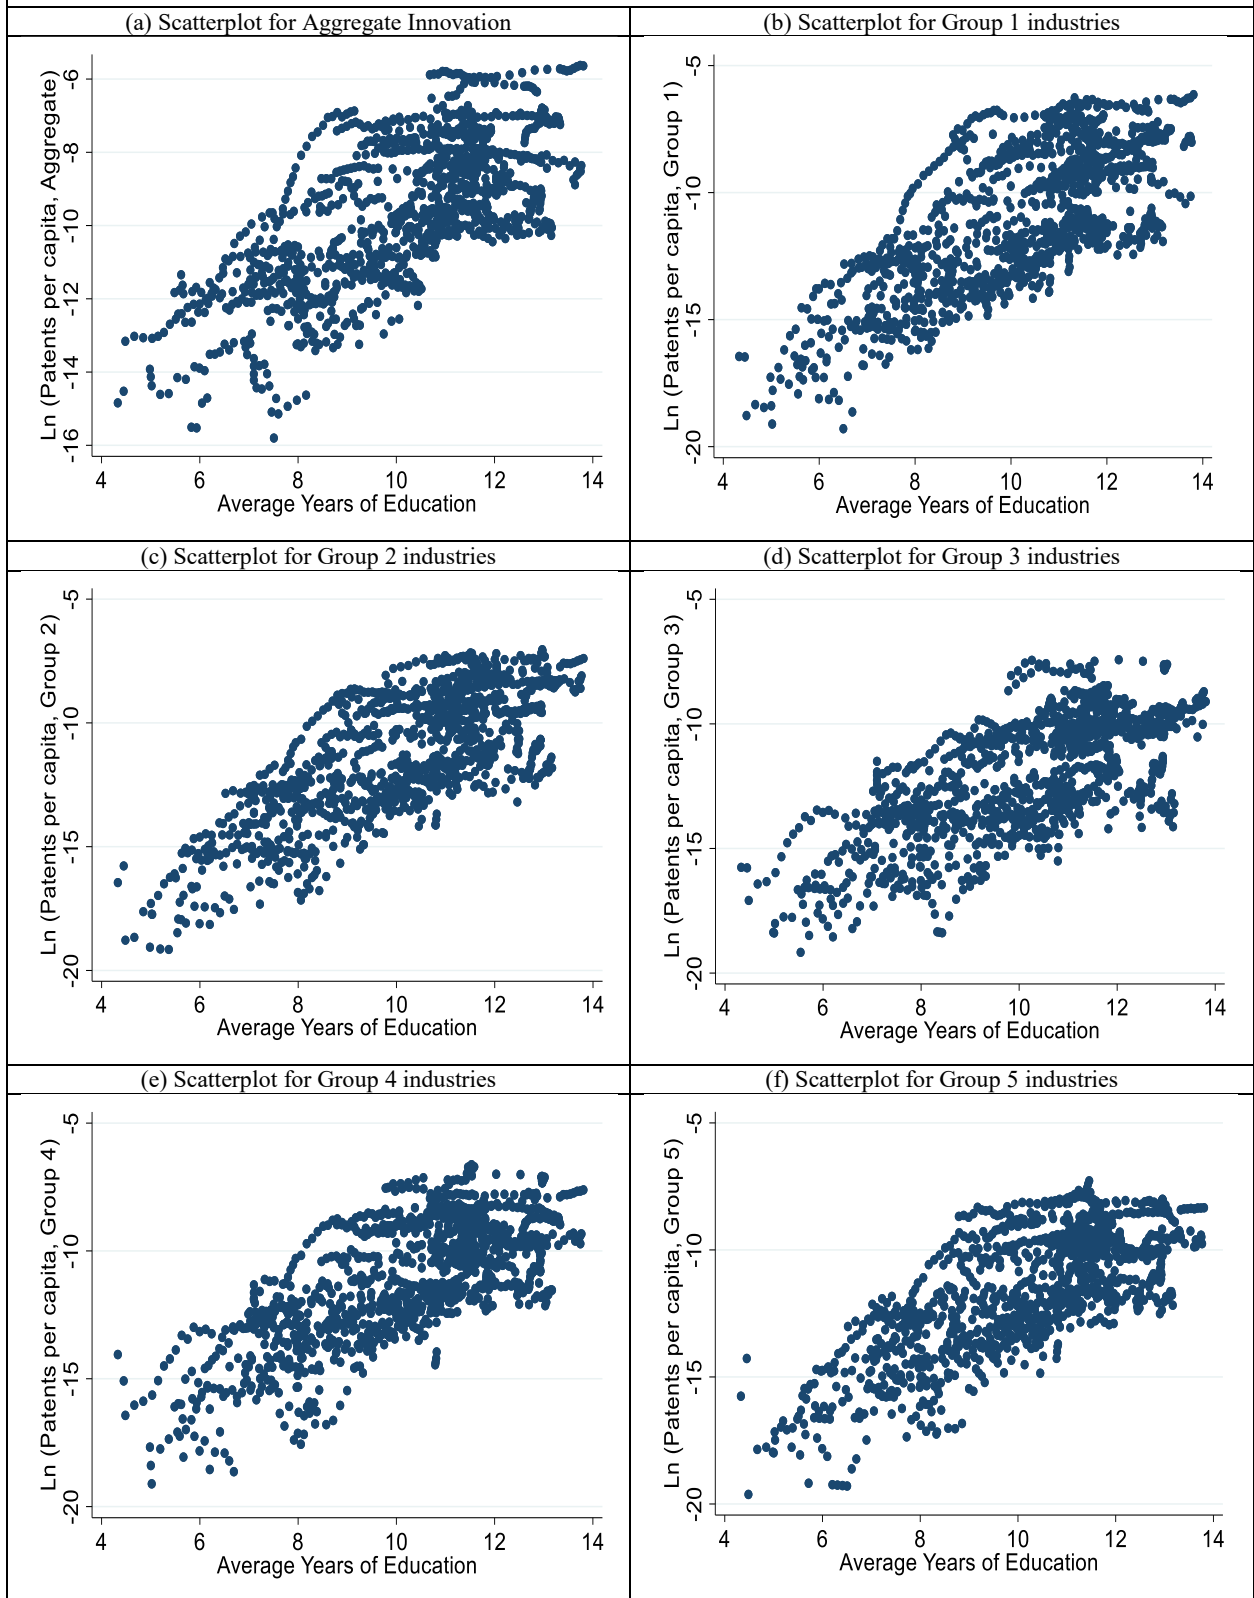 (a) Scatterplot for Aggregate Innovation
(b) Scatterplot for Group 1 industries
Ln (Patents per capita, Aggregate)
-6
-8
-10
-12
-14
-16
4 6 8 10 12 14
Average Years of Education
Ln (Patents per capita, Group 1)
-5
-10
-15
-20
4 6 8 10 12 14
Average Years of Education
(c) Scatterplot for Group 2 industries
(d) Scatterplot for Group 3 industries
Ln (Patents per capita, Group 2)
-5
-10
-15
-20
4 6 8 10 12 14
Average Years of Education
Ln (Patents per capita, Group 3)
-5
-10
-15
-20
4 6 8 10 12 14
Average Years of Education
(e) Scatterplot for Group 4 industries
(f) Scatterplot for Group 5 industries
Ln (Patents per capita, Group 4)
-5
-10
-15
-20
4 6 8 10 12 14
Average Years of Education
Ln (Patents per capita, Group 5)
-5
-10
-15
-20
4 6 8 10 12 14
Average Years of Education